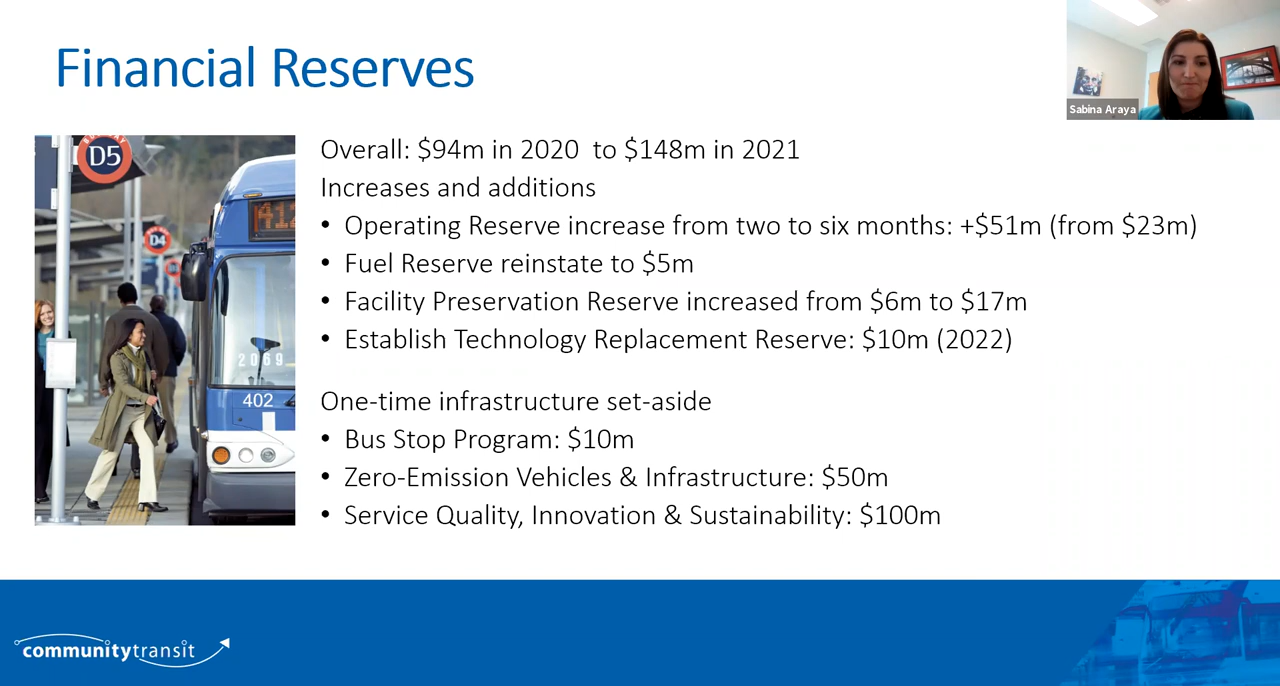 Financial Reserves
Sabina Araya
D5
D4
2069
402
Overall: $94m in 2020 to $148m in 2021
Increases and additions
• Operating Reserve increase from two to six months: +$51m (from $23m)
• Fuel Reserve reinstate to $5m
• Facility Preservation Reserve increased from $6m to $17m
• Establish Technology Replacement Reserve: $10m (2022)
One-time infrastructure set-aside
• Bus Stop Program: $10m
• Zero-Emission Vehicles & Infrastructure: $50m
• Service Quality, Innovation & Sustainability: $100m
communitytransit